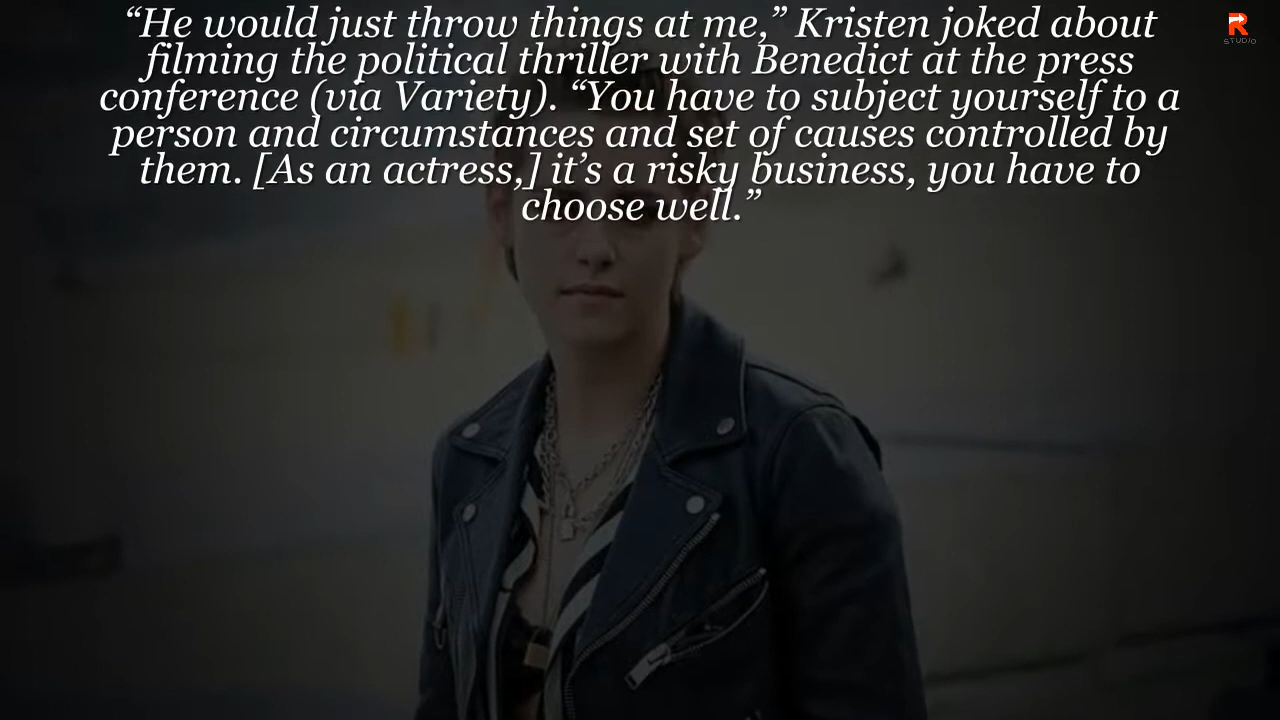 “He would just throw things at me,” Kristen joked about
filming the political thriller with Benedict at the press
conference (via Variety). “You have to subject yourself to a
person and circumstances and set of causes controlled by
them. [As an actress,] it’s a risky business, you have to
choose well.”
R
STUDIO